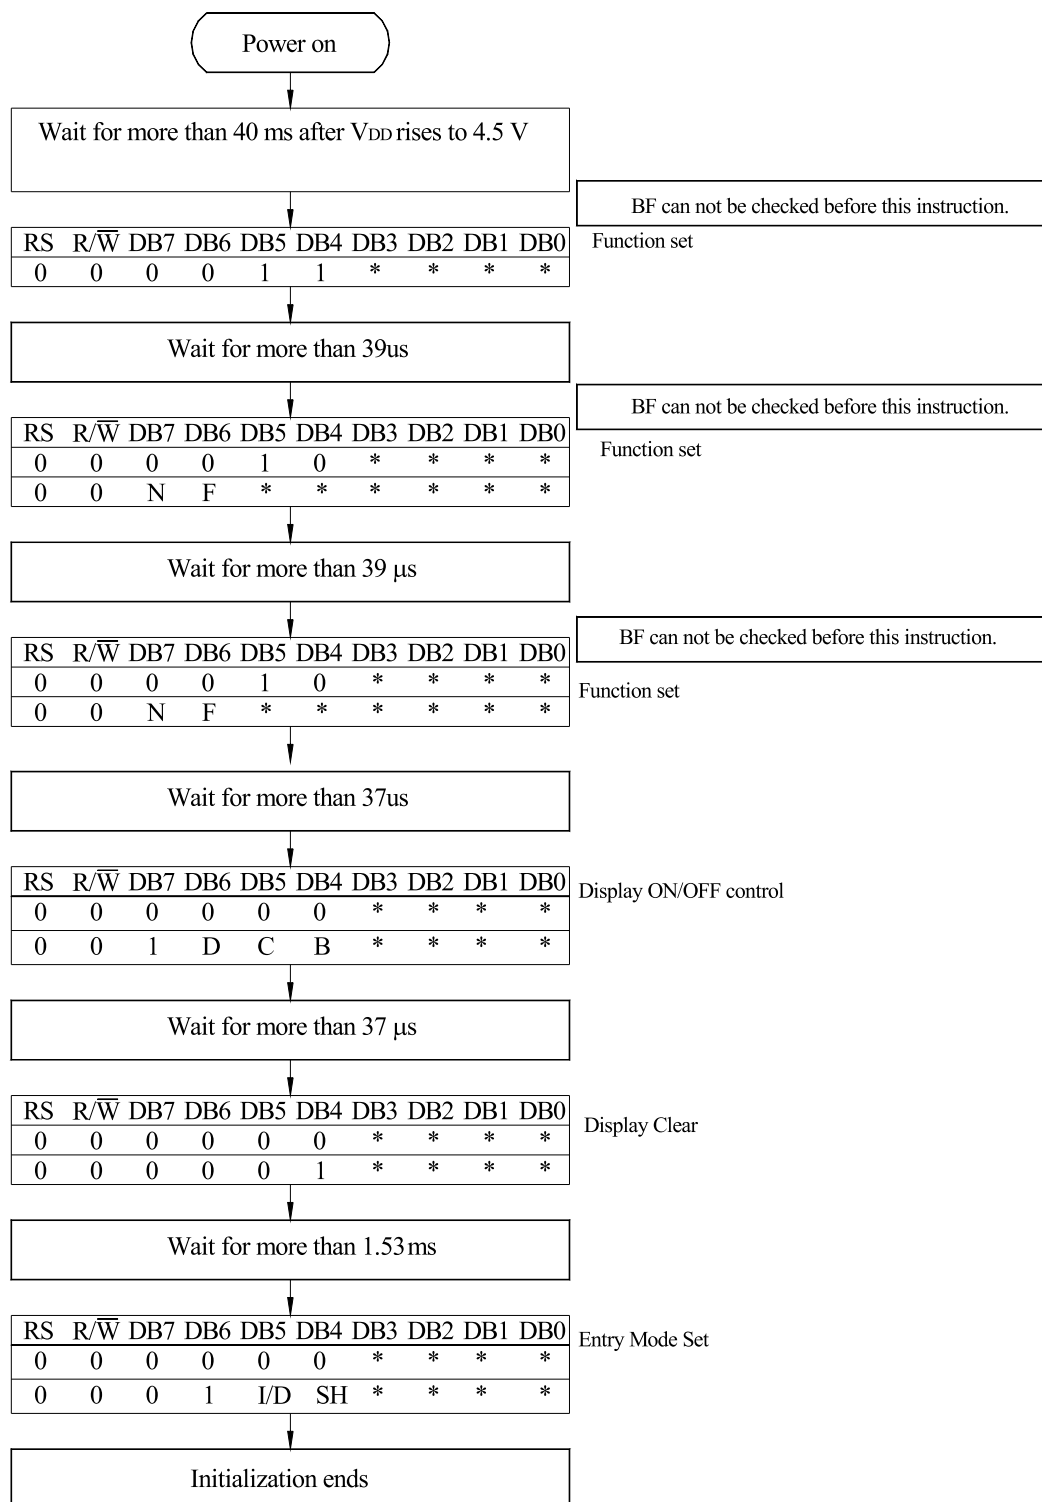 Power on
Wait for more than 40 ms after VDD rises to 4.5 V
BF can not be checked before this instruction.
RS R/W̅ DB7 DB6 DB5 DB4 DB3 DB2 DB1 DB0
Function set
0 0 0 0 1 1 * * * *
Wait for more than 39us
BF can not be checked before this instruction.
RS R/W̅ DB7 DB6 DB5 DB4 DB3 DB2 DB1 DB0
Function set
0 0 0 0 1 0 * * * *
0 0 N F * * * * * *
Wait for more than 39 μs
BF can not be checked before this instruction.
RS R/W̅ DB7 DB6 DB5 DB4 DB3 DB2 DB1 DB0
0 0 0 0 1 0 * * * *
Function set
0 0 N F * * * * * *
Wait for more than 37us
RS R/W̅ DB7 DB6 DB5 DB4 DB3 DB2 DB1 DB0
Display ON/OFF control
0 0 0 0 0 0 * * * *
0 0 1 D C B * * * *
Wait for more than 37 μs
RS R/W̅ DB7 DB6 DB5 DB4 DB3 DB2 DB1 DB0
Display Clear
0 0 0 0 0 0 * * * *
0 0 0 0 0 1 * * * *
Wait for more than 1.53ms
RS R/W̅ DB7 DB6 DB5 DB4 DB3 DB2 DB1 DB0
Entry Mode Set
0 0 0 0 0 0 * * * *
0 0 0 1 I/D SH * * * *
Initialization ends